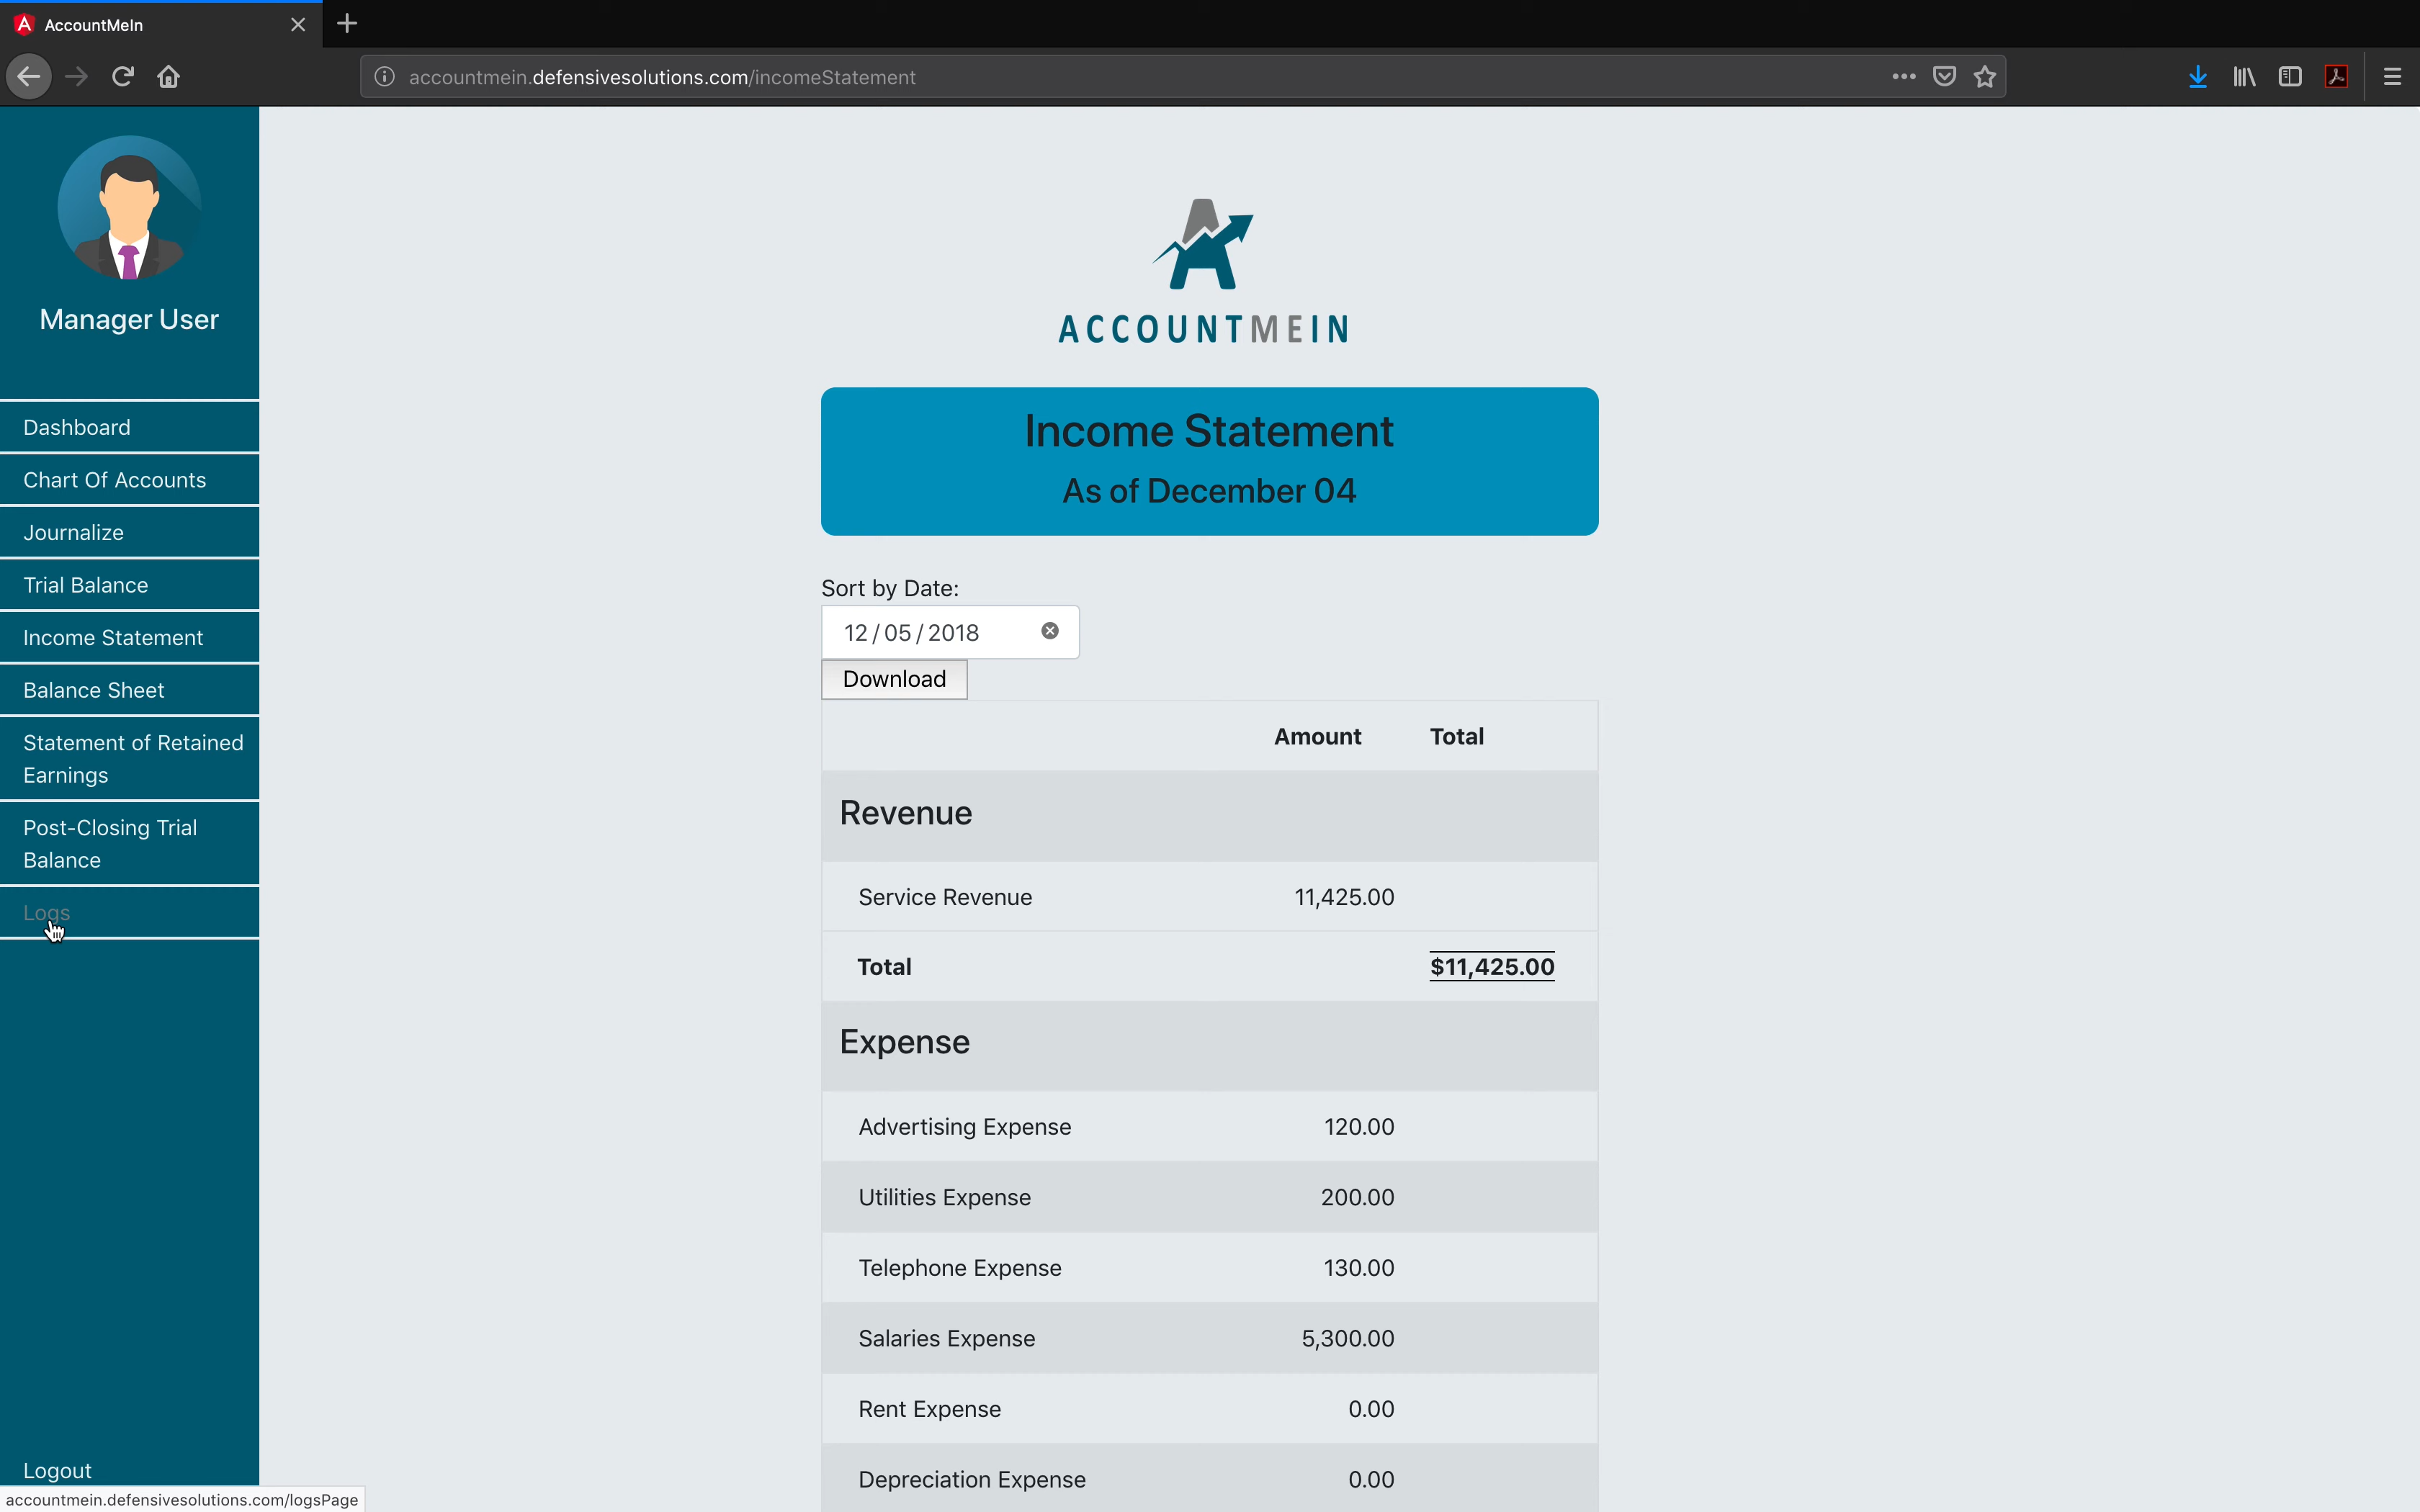 AccountMeIn
accountmein.defensivesolutions.com/incomeStatement
Manager User
Dashboard
Chart Of Accounts
Journalize
Trial Balance
Income Statement
Balance Sheet
Statement of Retained
Earnings
Post-Closing Trial
Balance
Logs
Logout
accountmein.defensivesolutions.com/logsPage
ACCOUNTMEIN
Income Statement
As of December 04
Sort by Date:
12/05/2018
Download
Amount Total
Revenue
Service Revenue 11,425.00
Total $11,425.00
Expense
Advertising Expense 120.00
Utilities Expense 200.00
Telephone Expense 130.00
Salaries Expense 5,300.00
Rent Expense 0.00
Depreciation Expense 0.00